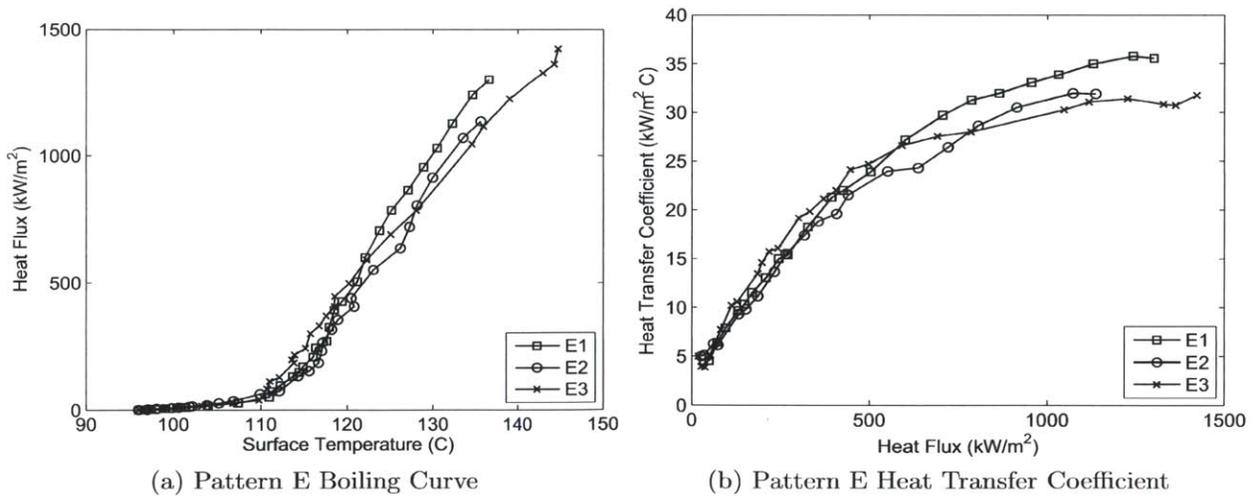 1500
1000
500
0
Heat Flux (kW/m²)
90 100 110 120 130 140 150
Surface Temperature (C)
E1
E2
E3
(a) Pattern E Boiling Curve
40
35
30
25
20
15
10
5
0
Heat Transfer Coefficient (kW/m² C)
0 500 1000 1500
Heat Flux (kW/m²)
E1
E2
E3
(b) Pattern E Heat Transfer Coefficient